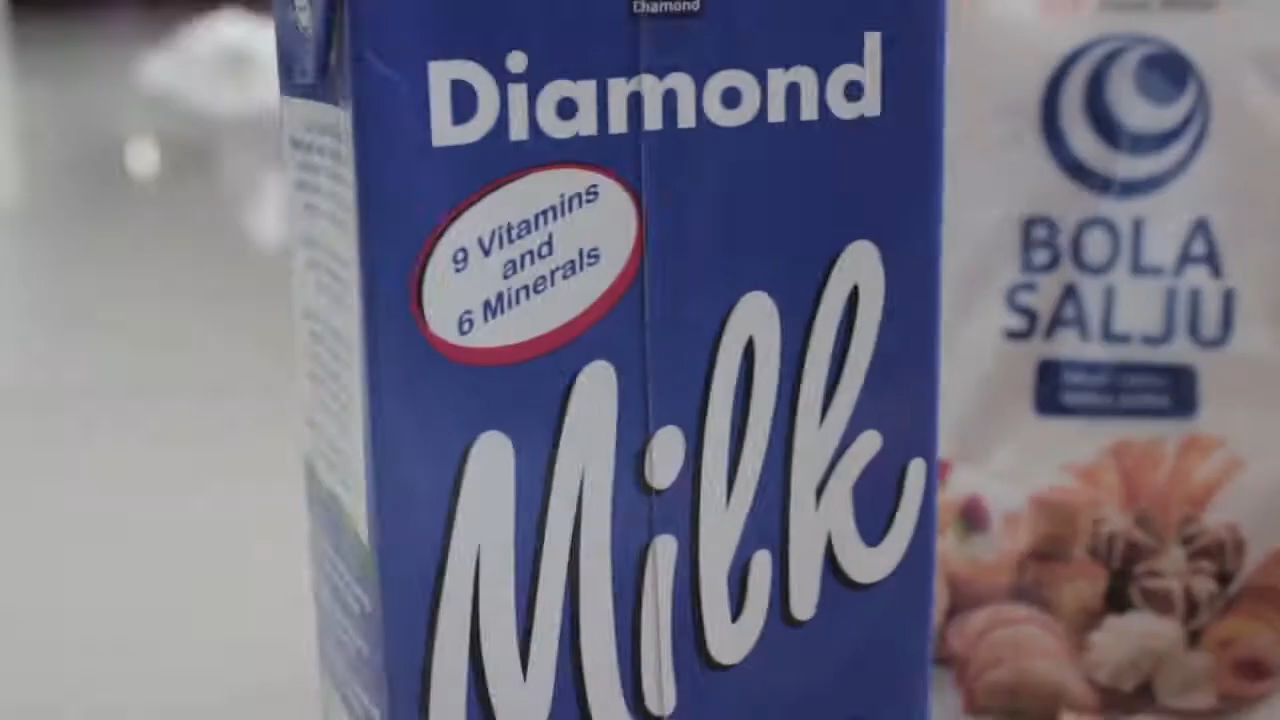 Diamond
Diamond
9 Vitamins
and
6 Minerals
Milk
BOLA
SALJU